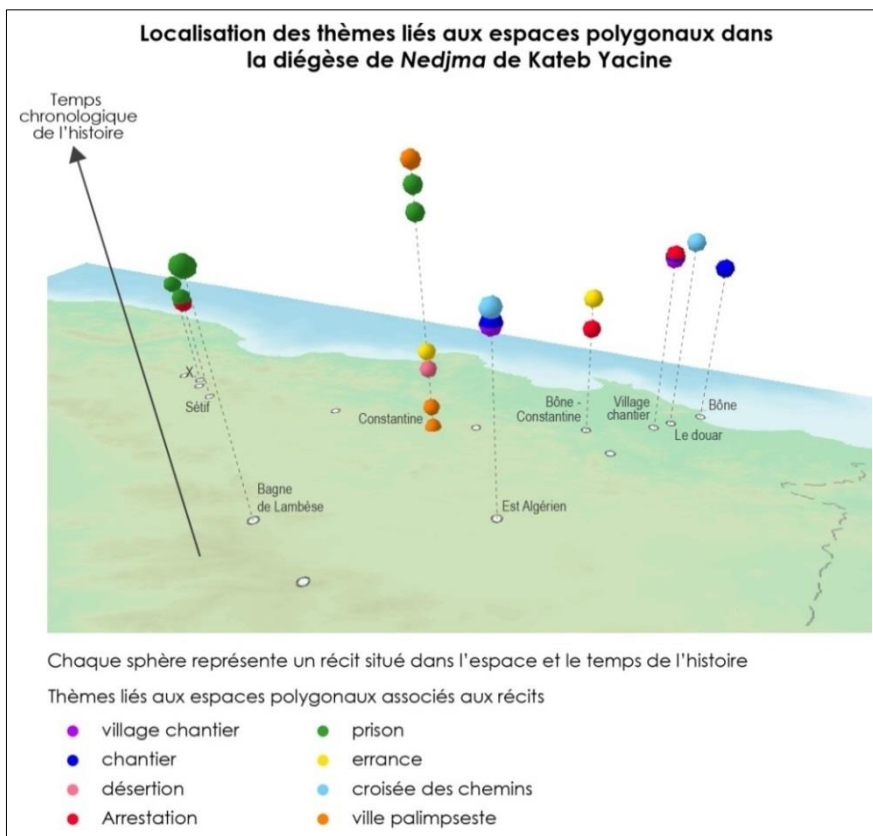 Localisation des thèmes liés aux espaces polygonaux dans
la diégèse de Nedjma de Kateb Yacine
Temps
chronologique
de l'histoire
X
Sétif
Constantine
Bône -
Constantine
Village
chantier
Bône
Le douar
Bagne
de Lambèse
Est Algérien
Chaque sphère représente un récit situé dans l'espace et le temps de l'histoire
Thèmes liés aux espaces polygonaux associés aux récits
village chantier
prison
chantier
errance
désertion
croisée des chemins
Arrestation
ville palimpseste